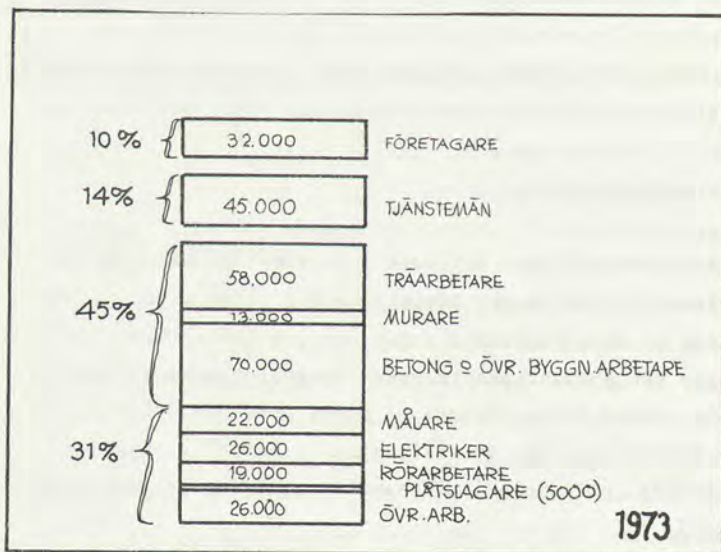 10 % 32.000 FÖRETAGARE
14% 45.000 TJÄNSTEMÄN
58.000 TRÄARBETARE
45% 13.000 MURARE
70.000 BETONG o ÖVR. BYGGN.ARBETARE
22.000 MÅLARE
31% 26.000 ELEKTRIKER
19.000 RÖRARBETARE
PLÅTSLAGARE (5000)
26.000 ÖVR. ARB.
1973